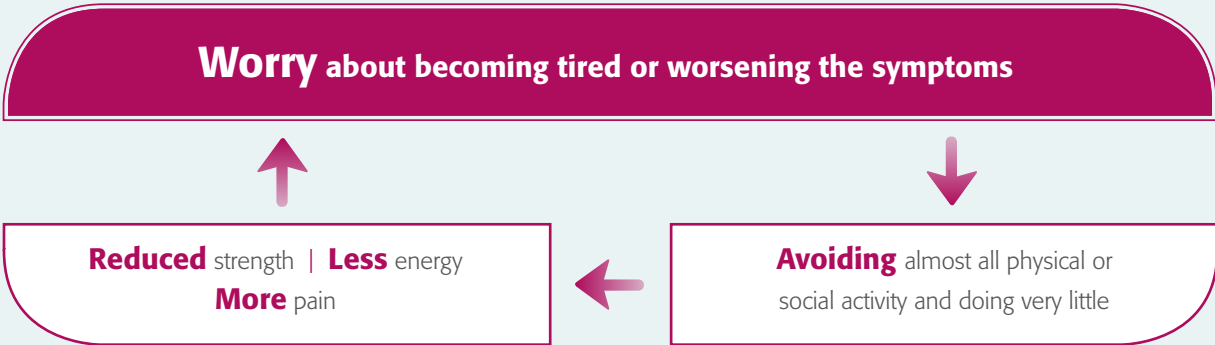 Worry about becoming tired or worsening the symptoms
Reduced strength | Less energy
More pain
Avoiding almost all physical or
social activity and doing very little